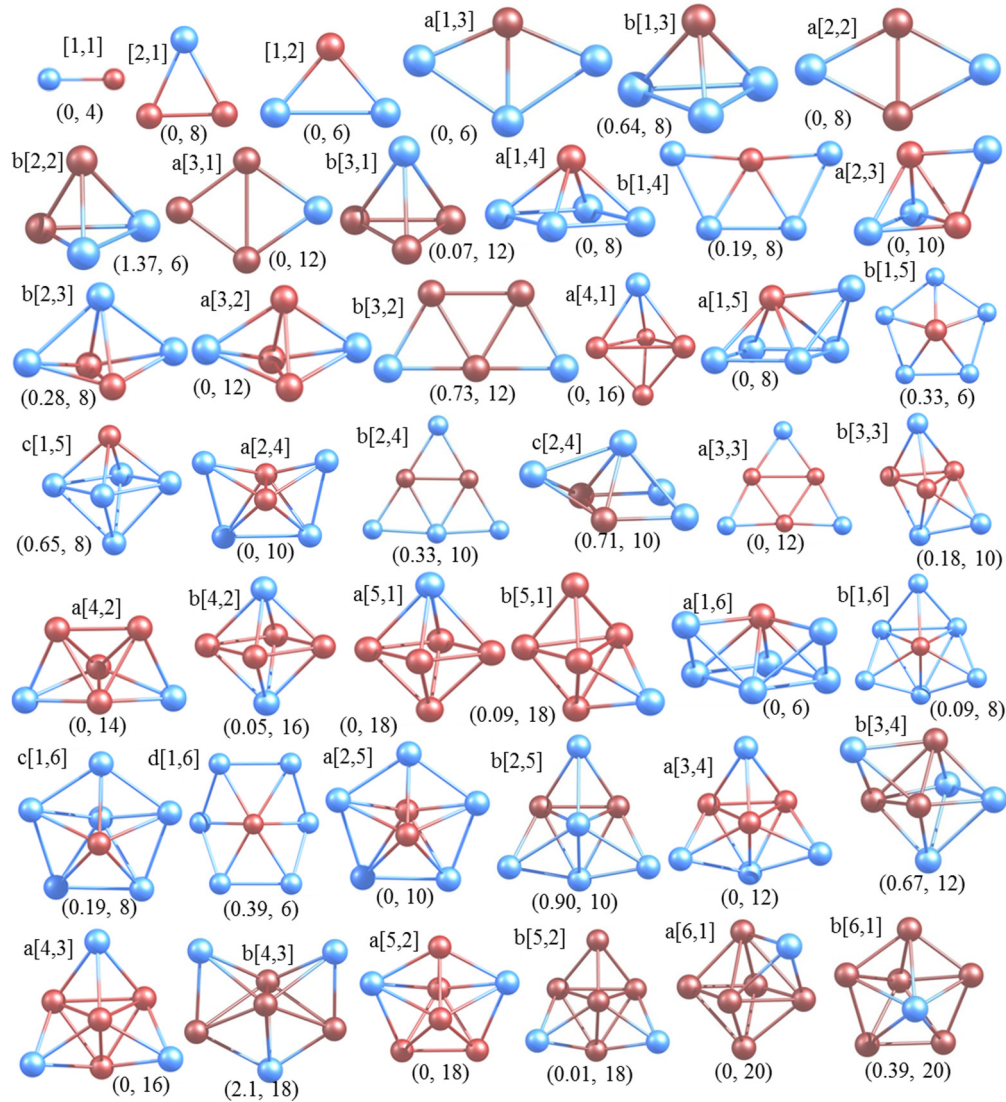 [1,1]
(0, 4)
[2,1]
(0, 8)
[1,2]
(0, 6)
a[1,3]
(0, 6)
b[1,3]
(0.64, 8)
a[2,2]
(0, 8)
b[2,2]
(1.37, 6)
a[3,1]
(0, 12)
b[3,1]
(0.07, 12)
a[1,4]
(0, 8)
b[1,4]
(0.19, 8)
a[2,3]
(0, 10)
b[2,3]
(0.28, 8)
a[3,2]
(0, 12)
b[3,2]
(0.73, 12)
a[4,1]
(0, 16)
a[1,5]
(0, 8)
b[1,5]
(0.33, 6)
c[1,5]
(0.65, 8)
a[2,4]
(0, 10)
b[2,4]
(0.33, 10)
c[2,4]
(0.71, 10)
a[3,3]
(0, 12)
b[3,3]
(0.18, 10)
a[4,2]
(0, 14)
b[4,2]
(0.05, 16)
a[5,1]
(0, 18)
b[5,1]
(0.09, 18)
a[1,6]
(0, 6)
b[1,6]
(0.09, 8)
c[1,6]
(0.19, 8)
d[1,6]
(0.39, 6)
a[2,5]
(0, 10)
b[2,5]
(0.90, 10)
a[3,4]
(0, 12)
b[3,4]
(0.67, 12)
a[4,3]
(0, 16)
b[4,3]
(2.1, 18)
a[5,2]
(0, 18)
b[5,2]
(0.01, 18)
a[6,1]
(0, 20)
b[6,1]
(0.39, 20)